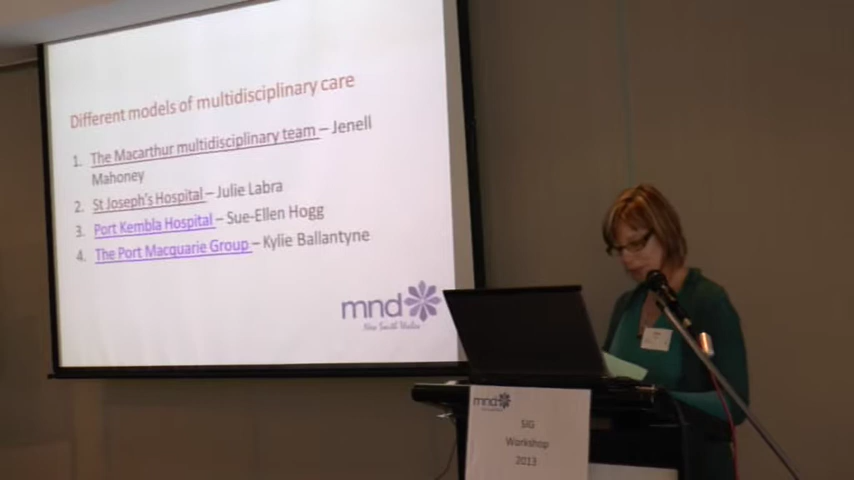 Different models of multidisciplinary care
1. The Macarthur multidisciplinary team – Jenell
Mahoney
2. St Joseph's Hospital – Julie Labra
3. Port Kembla Hospital – Sue-Ellen Hogg
4. The Port Macquarie Group – Kylie Ballantyne
mnd
New South Wales
mnd
SIG
Workshop
2013